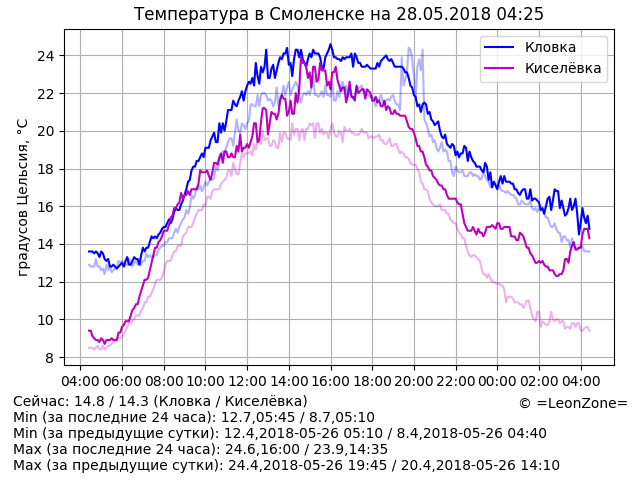 Температура в Смоленске на 28.05.2018 04:25
Кловка
Киселёвка
градусов Цельсия, °C
24
22
20
18
16
14
12
10
8
04:00 06:00 08:00 10:00 12:00 14:00 16:00 18:00 20:00 22:00 00:00 02:00 04:00
Сейчас: 14.8 / 14.3 (Кловка / Киселёвка)
© =LeonZone=
Min (за последние 24 часа): 12.7,05:45 / 8.7,05:10
Min (за предыдущие сутки): 12.4,2018-05-26 05:10 / 8.4,2018-05-26 04:40
Max (за последние 24 часа): 24.6,16:00 / 23.9,14:35
Max (за предыдущие сутки): 24.4,2018-05-26 19:45 / 20.4,2018-05-26 14:10